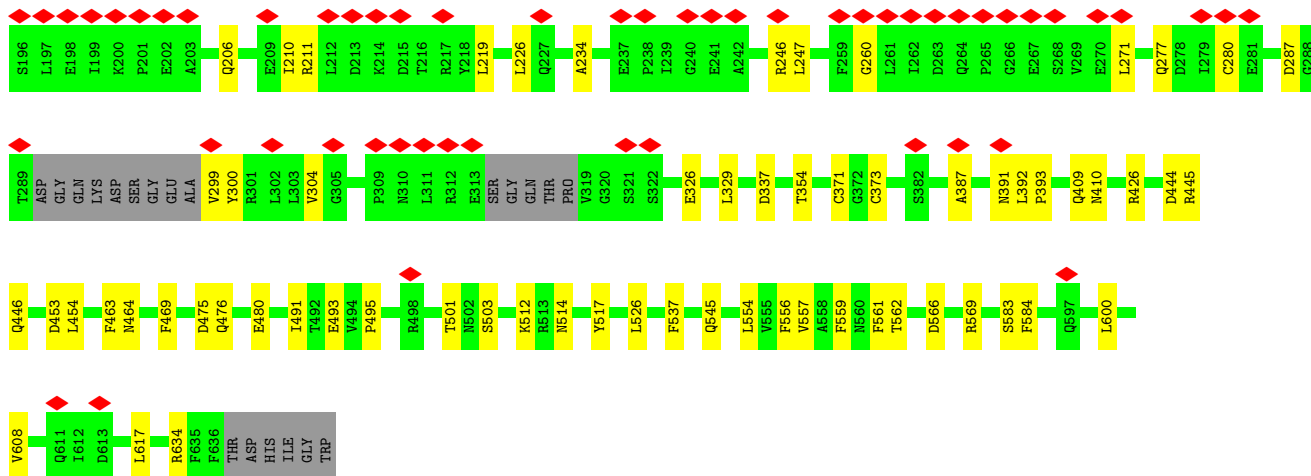 S196 L197 E198 I199 K200 P201 E202 A203 Q206 E209 I210 R211 L212 D213 K214 D215 T216 R217 Y218 L219 L226 Q227 A234 E237 P238 I239 G240 E241 A242 R246 L247 F259 G260 L261 I262 D263 Q264 P265 G266 E267 S268 V269 E270 L271 Q277 D278 I279 C280 E281 D287 G288
T289 ASP GLY GLN LYS ASP SER GLY GLU ALA V299 Y300 R301 L302 L303 V304 G305 P309 N310 L311 R312 E313 SER GLY GLN THR PRO V319 G320 S321 S322 E326 L329 D337 T354 C371 G372 C373 S382 A387 N391 L392 P393 Q409 N410 R426 D444 R445
Q446 D453 L454 F463 N464 F469 D475 Q476 E480 I491 T492 E493 V494 P495 R498 T501 N502 S503 K512 R513 N514 Y517 L526 F537 Q545 L554 V555 F556 V557 A558 F559 N560 F561 T562 D566 R569 S583 F584 Q597 L600
V608 Q611 I612 D613 L617 R634 F635 F636 THR ASP HIS ILE GLY TRP